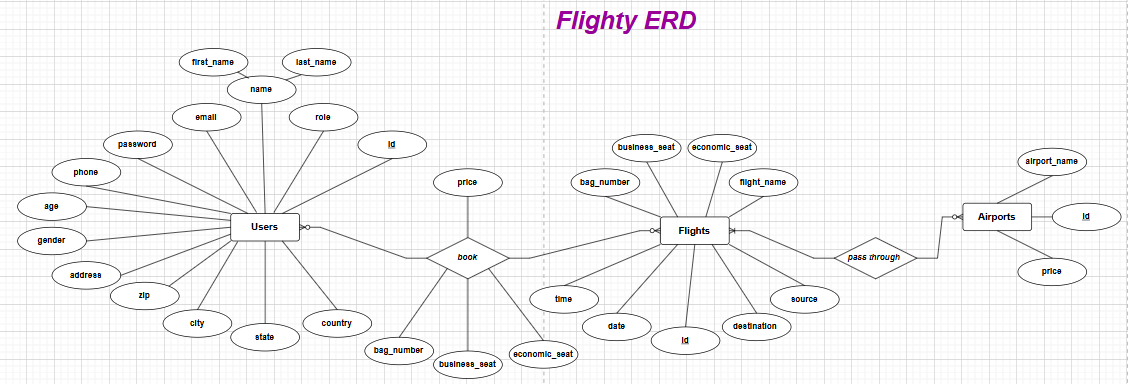 Flighty ERD
first_name
last_name
name
email
role
password
id
phone
age
gender
address
zip
city
state
country
Users
price
book
bag_number
business_seat
economic_seat
business_seat
economic_seat
bag_number
flight_name
Flights
time
date
id
destination
source
pass through
airport_name
Airports
id
price